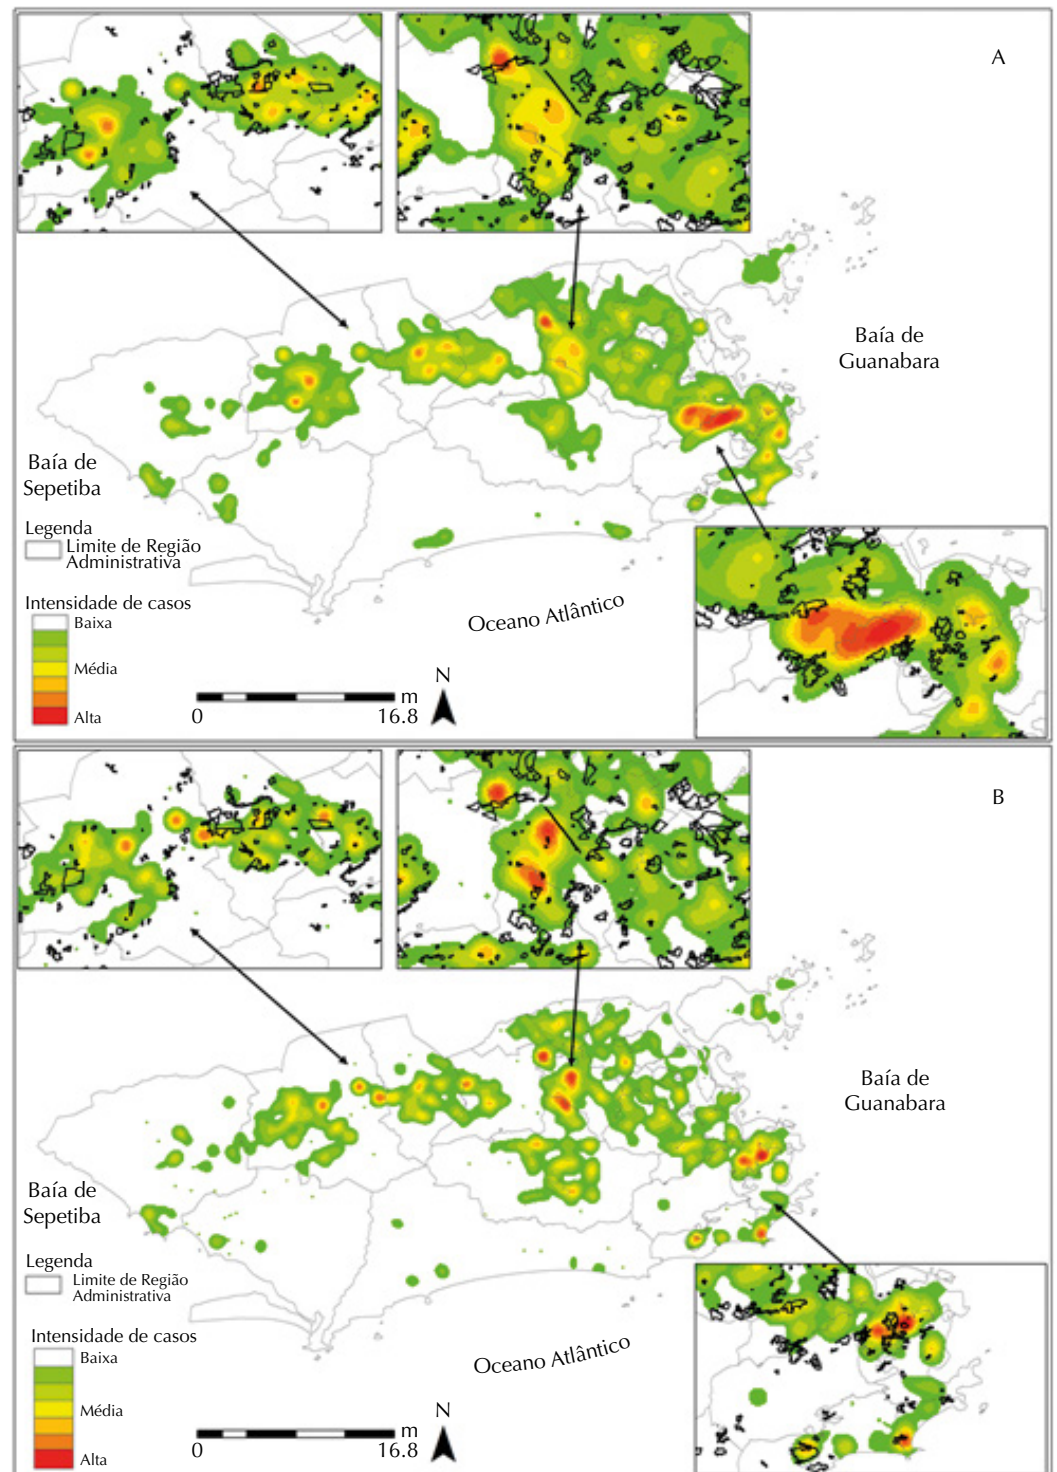 A
Baía de
Guanabara
Baía de
Sepetiba
Legenda
Limite de Região
Administrativa
Intensidade de casos
Baixa
Média
Alta
Oceano Atlântico
N
m
0
16.8
B
Baía de
Guanabara
Baía de
Sepetiba
Legenda
Limite de Região
Administrativa
Intensidade de casos
Baixa
Média
Alta
Oceano Atlântico
N
m
0
16.8